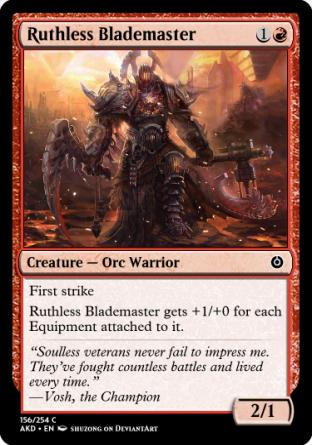 Ruthless Blademaster 1
Creature — Orc Warrior
First strike
Ruthless Blademaster gets +1/+0 for each
Equipment attached to it.
“Soulless veterans never fail to impress me.
They’ve fought countless battles and lived
every time.”
—Vosh, the Champion
2/1
156/254 C
AKD • EN shuzong on DeviantArt